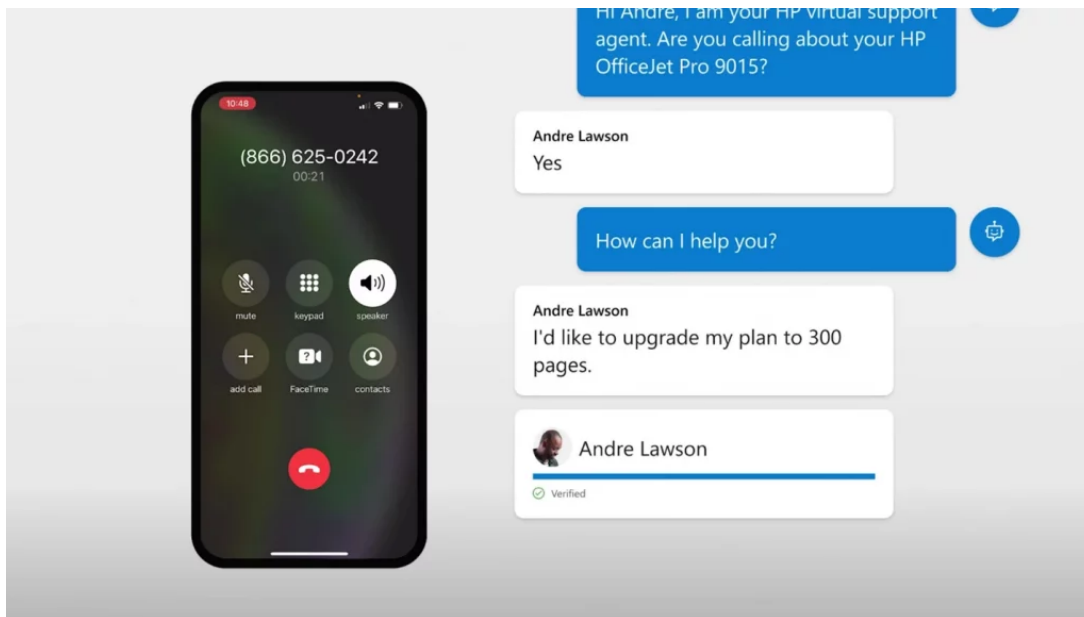 10:48
(866) 625-0242
00:21
mute
keypad
speaker
add call
FaceTime
contacts
Hi Andre, I am your HP virtual support
agent. Are you calling about your HP
OfficeJet Pro 9015?
Andre Lawson
Yes
How can I help you?
Andre Lawson
I'd like to upgrade my plan to 300
pages.
Andre Lawson
Verified